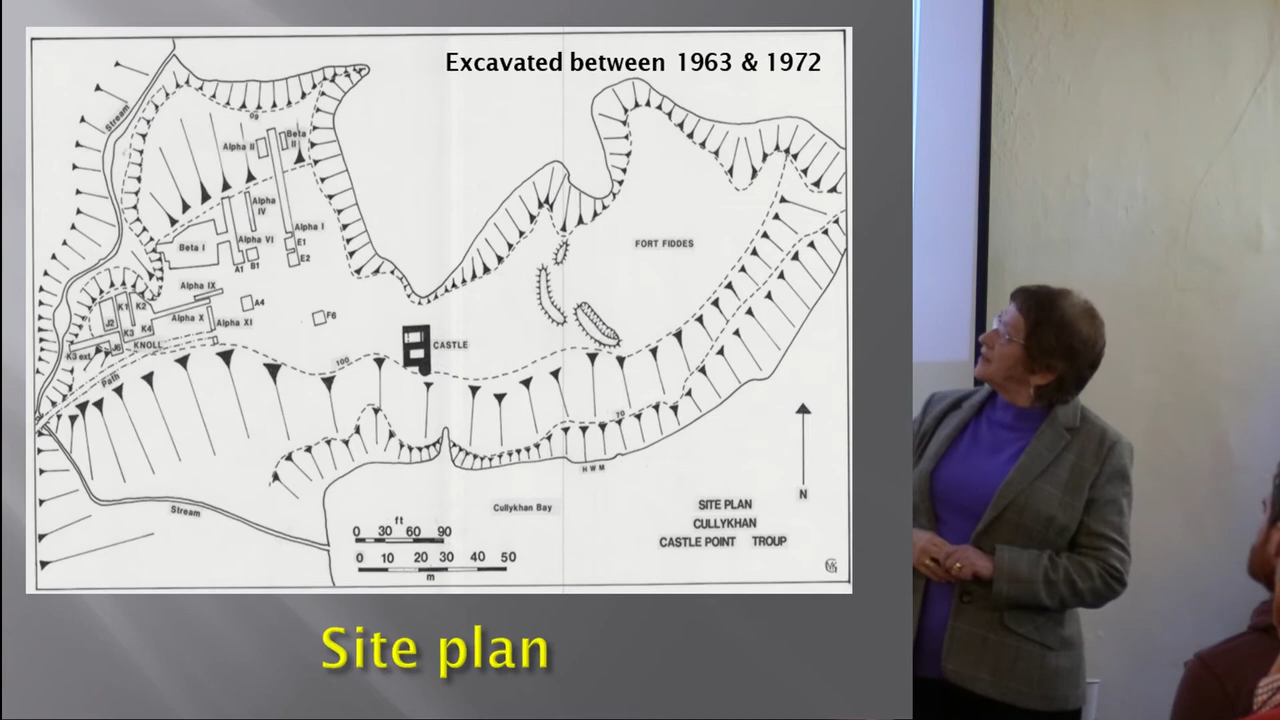 Excavated between 1963 & 1972
Stream
60
Alpha II
Beta
II
Alpha
IV
Alpha I
Alpha VI
Beta I
E1
E2
A1
B1
FORT FIDDES
Alpha IX
A4
K1
K2
Alpha X
Alpha XI
F6
J2
K3
K4
KNOLL
J6
K3 ext.
CASTLE
100
Path
70
HWM
N
Stream
Cullykhan Bay
SITE PLAN
CULLYKHAN
CASTLE POINT TROUP
ft
0 30 60 90
0 10 20 30 40 50
m
Site plan